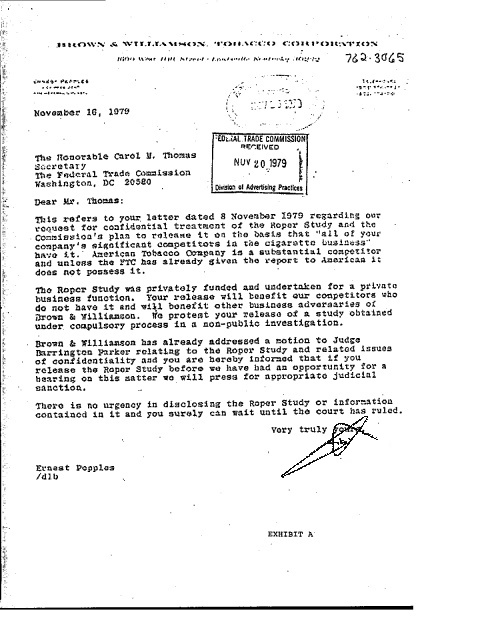 BROWN & WILLIAMSON TOBACCO CORPORATION
1600 West Hill Street · Louisville Kentucky 40232
762-3065
ERNEST PEPPLES
November 16, 1979
FEDERAL TRADE COMMISSION
RECEIVED
NOV 20 1979
Division of Advertising Practices
The Honorable Carol M. Thomas
Secretary
The Federal Trade Commission
Washington, DC 20580
Dear Mr. Thomas:
This refers to your letter dated 8 November 1979 regarding our
request for confidential treatment of the Roper Study and the
Commission's plan to release it on the basis that "all of your
company's significant competitors in the cigarette business"
have it. American Tobacco Company is a substantial competitor
and unless the FTC has already given the report to American it
does not possess it.
The Roper Study was privately funded and undertaken for a private
business function. Your release will benefit our competitors who
do not have it and will benefit other business adversaries of
Brown & Williamson. We protest your release of a study obtained
under compulsory process in a non-public investigation.
Brown & Williamson has already addressed a motion to Judge
Barrington Parker relating to the Roper Study and related issues
of confidentiality and you are hereby informed that if you
release the Roper Study before we have had an opportunity for a
hearing on this matter we will press for appropriate judicial
sanction.
There is no urgency in disclosing the Roper Study or information
contained in it and you surely can wait until the court has ruled.
Very truly yours,
Ernest Pepples
/dlb
EXHIBIT A